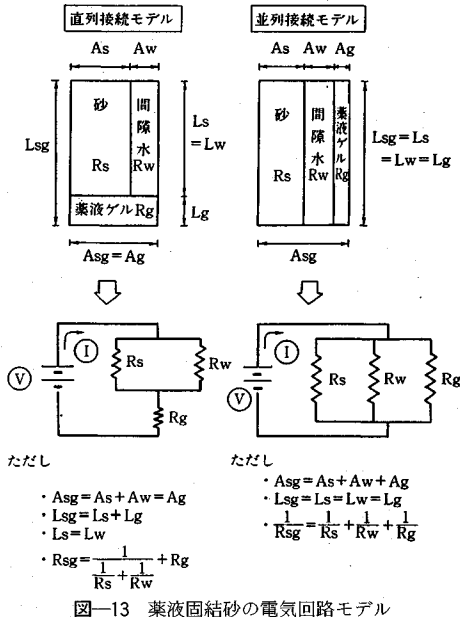 直列接続モデル
As Aw
Lsg
砂
Rs
間隙水
Rw
Ls
=Lw
薬液ゲルRg
Lg
Asg=Ag
V
I
Rs
Rw
Rg
ただし
・Asg=As+Aw=Ag
・Lsg=Ls+Lg
・Ls=Lw
・Rsg=1/(1/Rs+1/Rw)+Rg
並列接続モデル
As Aw Ag
砂
Rs
間隙水
Rw
薬液ゲル
Rg
Lsg=Ls
=Lw=Lg
Asg
V
I
Rs
Rw
Rg
ただし
・Asg=As+Aw+Ag
・Lsg=Ls=Lw=Lg
・1/Rsg=1/Rs+1/Rw+1/Rg
図―13 薬液固結砂の電気回路モデル